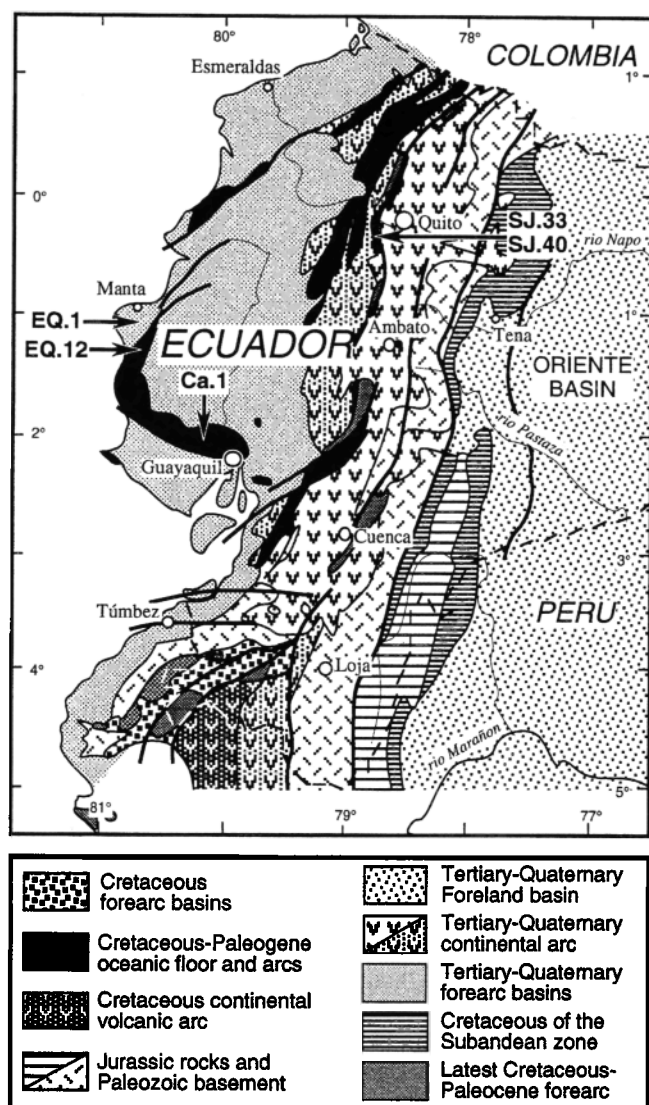 80°
78°
COLOMBIA
Esmeraldas
1°
0°
Quito
SJ.33
SJ.40
rio Napo
Manta
EQ.1
ECUADOR
Ambato
Tena
1°
EQ.12
Ca.1
ORIENTE
BASIN
rio Pastaza
2°
Guayaquil
Cuenca
3°
Túmbez
PERU
4°
Loja
rio Marañon
81°
79°
77°
5°
Cretaceous
forearc basins
Cretaceous-Paleogene
oceanic floor and arcs
Cretaceous continental
volcanic arc
Jurassic rocks and
Paleozoic basement
Tertiary-Quaternary
Foreland basin
Tertiary-Quaternary
continental arc
Tertiary-Quaternary
forearc basins
Cretaceous of the
Subandean zone
Latest Cretaceous-
Paleocene forearc